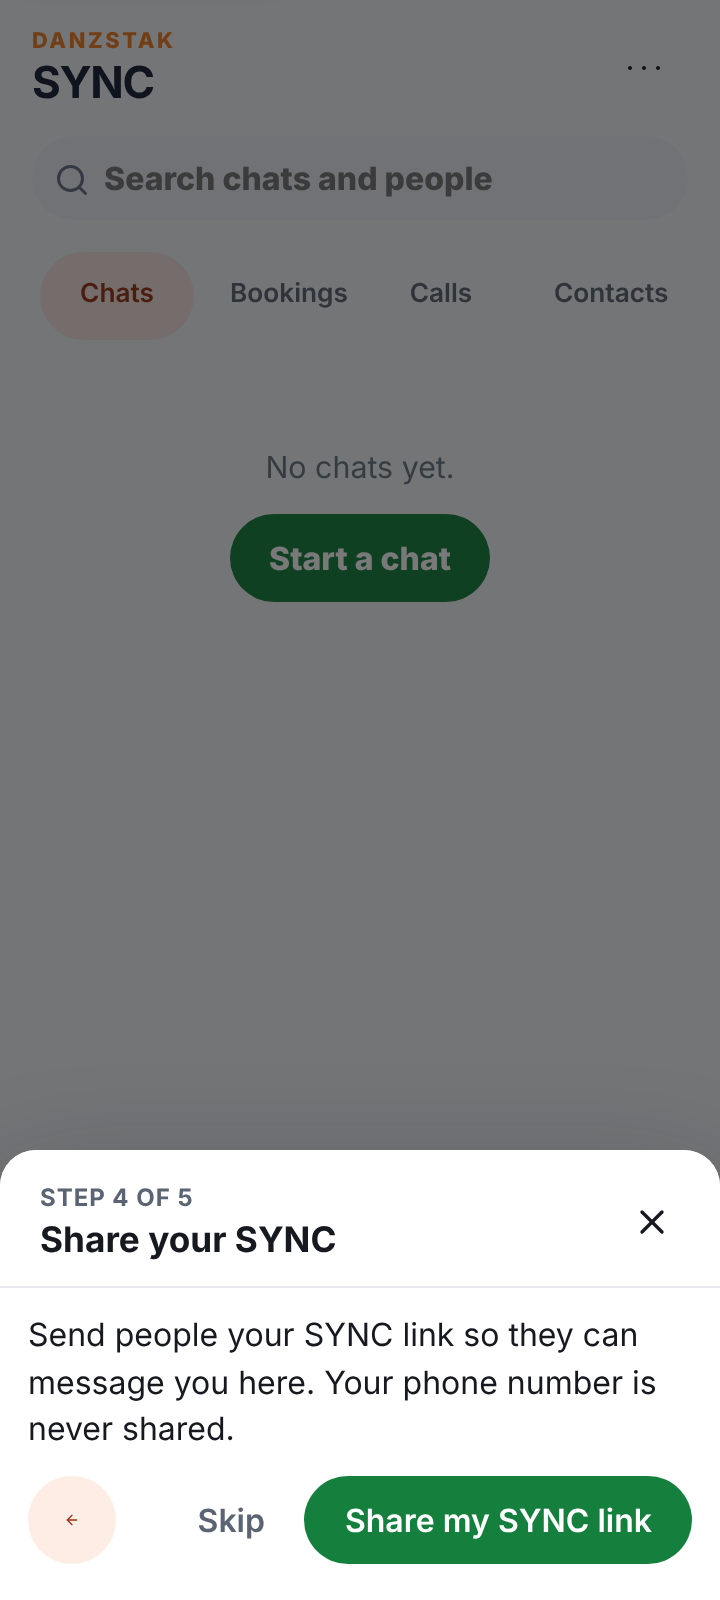 DANZSTAK
SYNC
Search chats and people
Chats Bookings Calls Contacts
No chats yet.
Start a chat
STEP 4 OF 5
Share your SYNC
Send people your SYNC link so they can
message you here. Your phone number is
never shared.
Skip Share my SYNC link